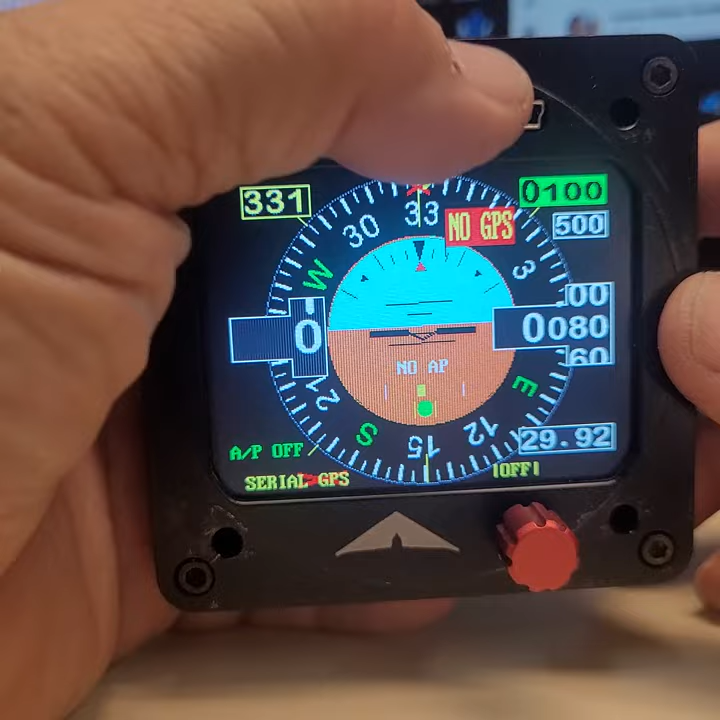 331
0100
33
NO GPS
500
30
3
W
00
0
0080
60
NO AP
21
E
S
15
12
29.92
A/P OFF
SERIAL GPS
|OFF|